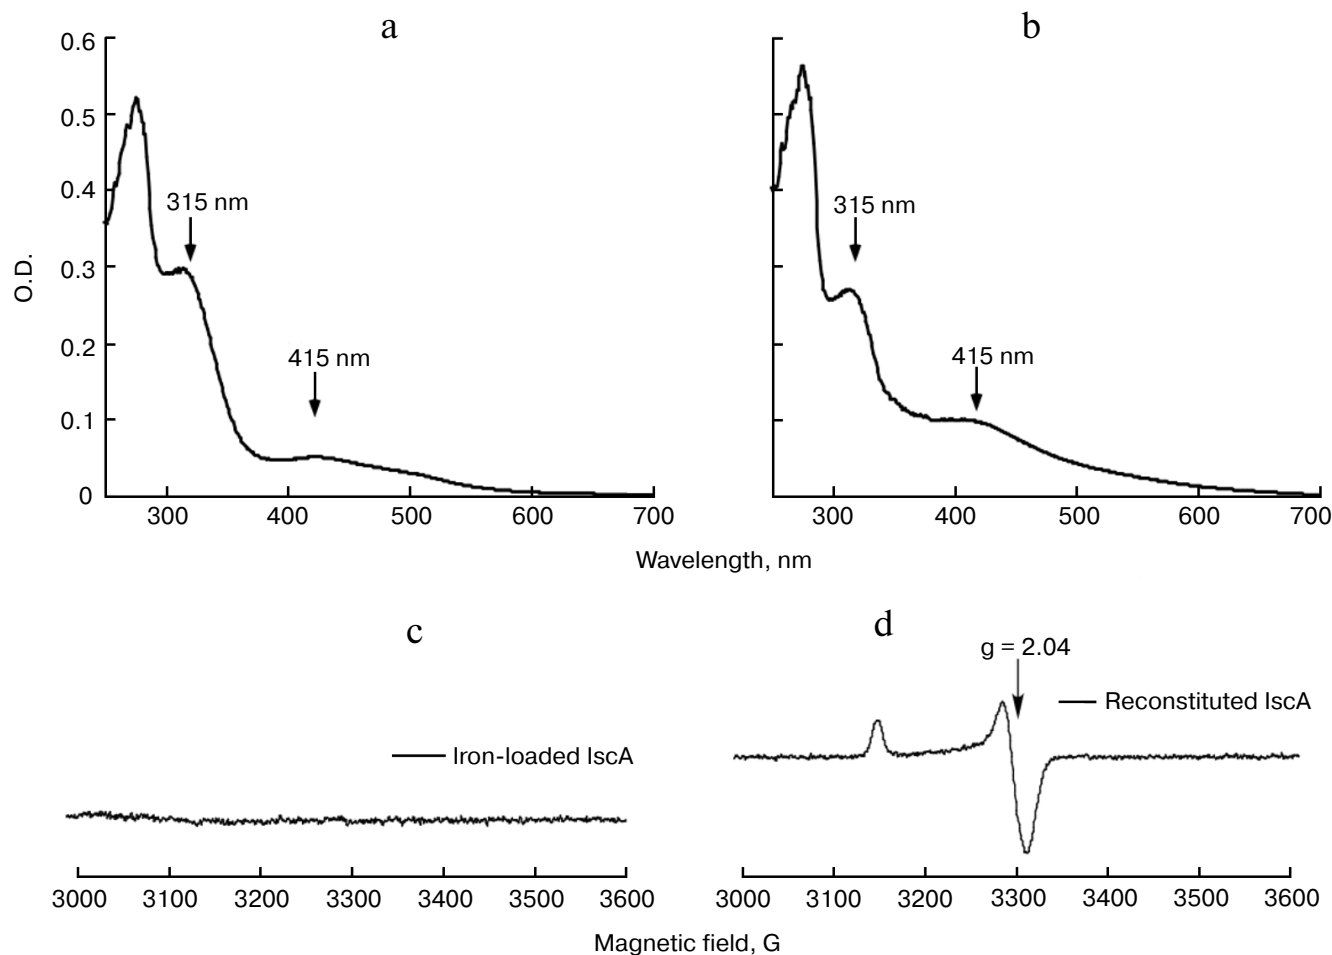 a
b
0.6
0.5
0.4
0.3
0.2
0.1
0
O.D.
315 nm
415 nm
315 nm
415 nm
300 400 500 600 700
300 400 500 600 700
Wavelength, nm
c
d
g = 2.04
Reconstituted IscA
Iron-loaded IscA
3000 3100 3200 3300 3400 3500 3600
3000 3100 3200 3300 3400 3500 3600
Magnetic field, G